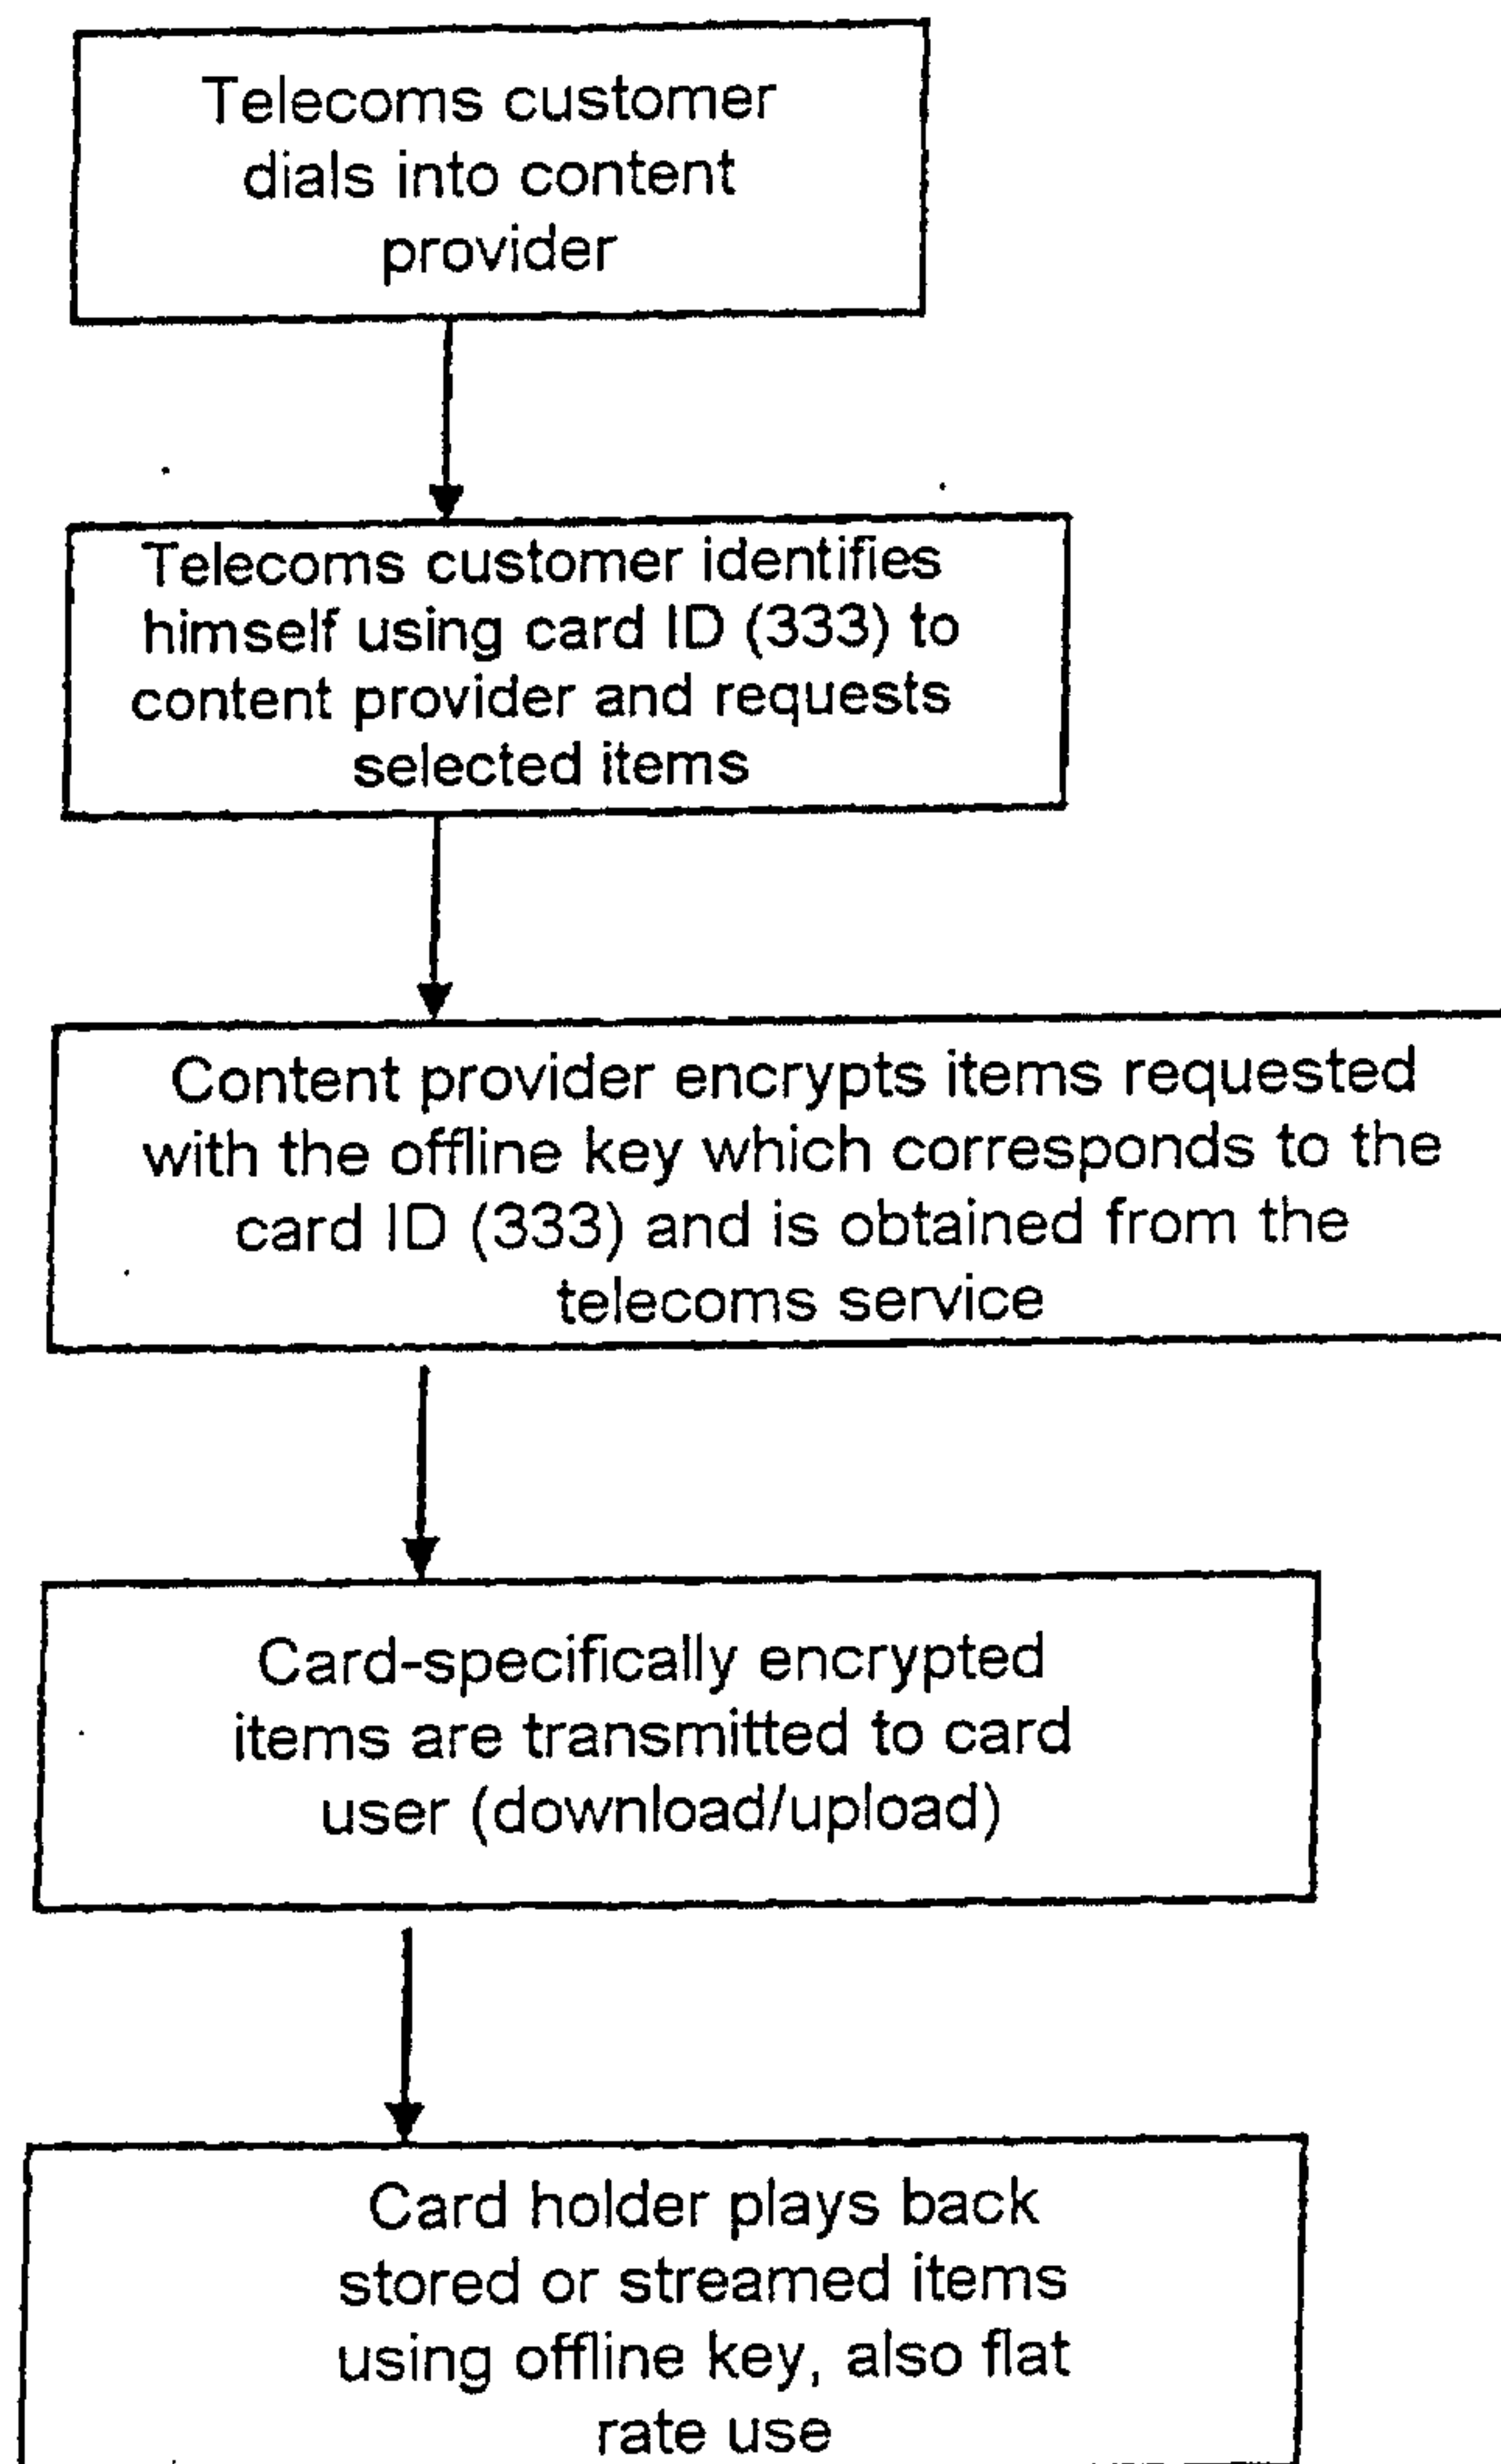 Telecoms customer
dials into content
provider
Telecoms customer identifies
himself using card ID (333) to
content provider and requests
selected items
Content provider encrypts items requested
with the offline key which corresponds to the
card ID (333) and is obtained from the
telecoms service
Card-specifically encrypted
items are transmitted to card
user (download/upload)
Card holder plays back
stored or streamed items
using offline key, also flat
rate use